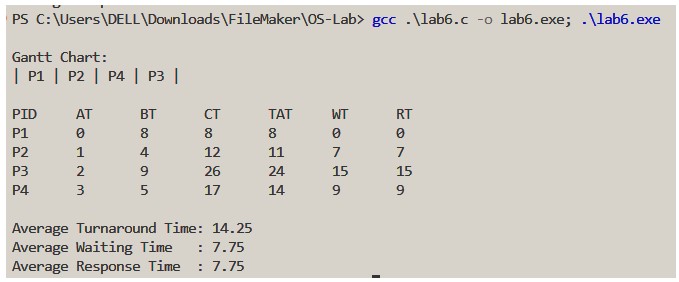 PS C:\Users\DELL\Downloads\FileMaker\OS-Lab> gcc .\lab6.c -o lab6.exe; .\lab6.exe
Gantt Chart:
| P1 | P2 | P4 | P3 |
PID AT BT CT TAT WT RT
P1 0 8 8 8 0 0
P2 1 4 12 11 7 7
P3 2 9 26 24 15 15
P4 3 5 17 14 9 9
Average Turnaround Time: 14.25
Average Waiting Time : 7.75
Average Response Time : 7.75